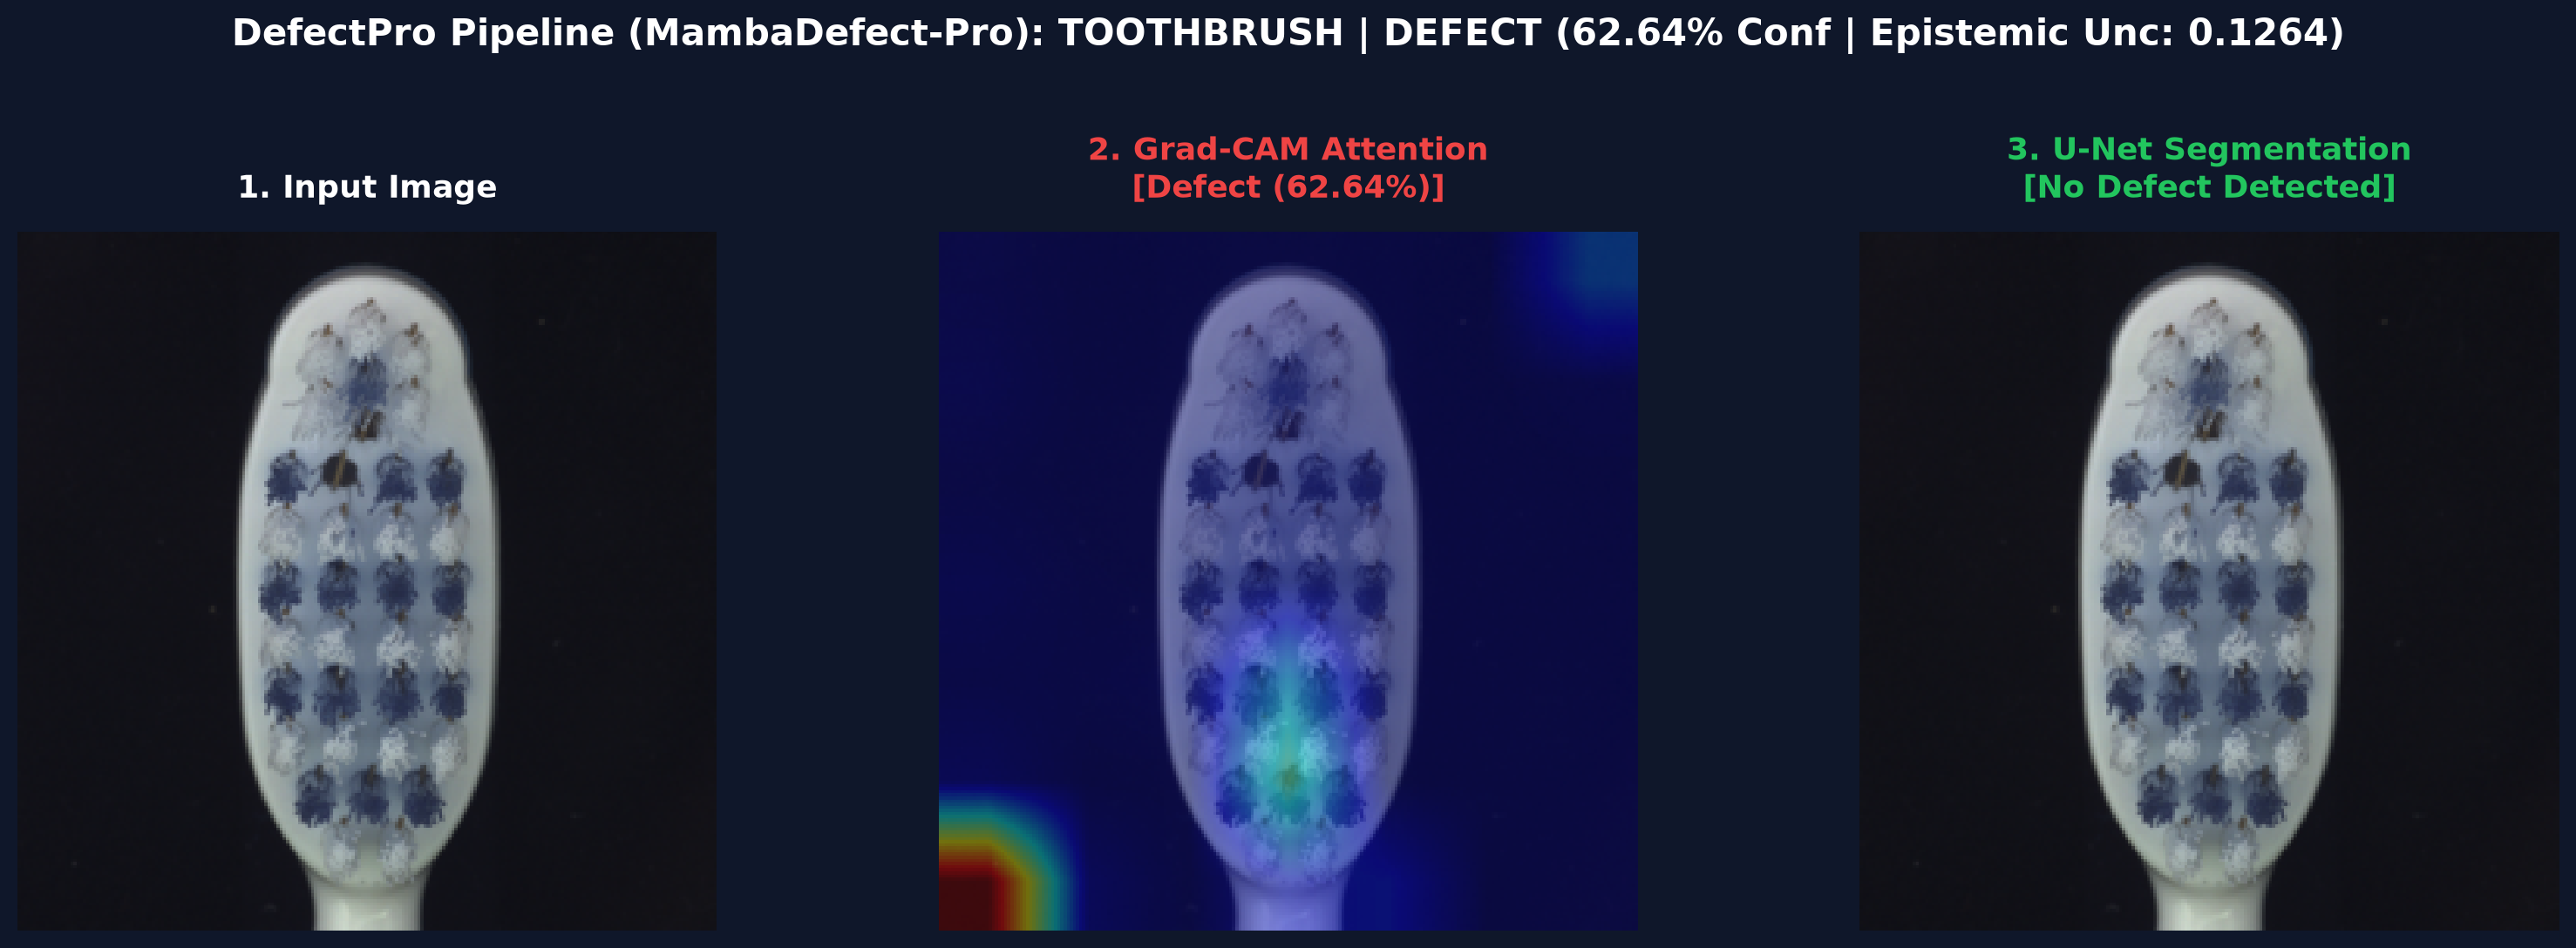 DefectPro Pipeline (MambaDefect-Pro): TOOTHBRUSH | DEFECT (62.64% Conf | Epistemic Unc: 0.1264)
1. Input Image
2. Grad-CAM Attention
[Defect (62.64%)]
3. U-Net Segmentation
[No Defect Detected]